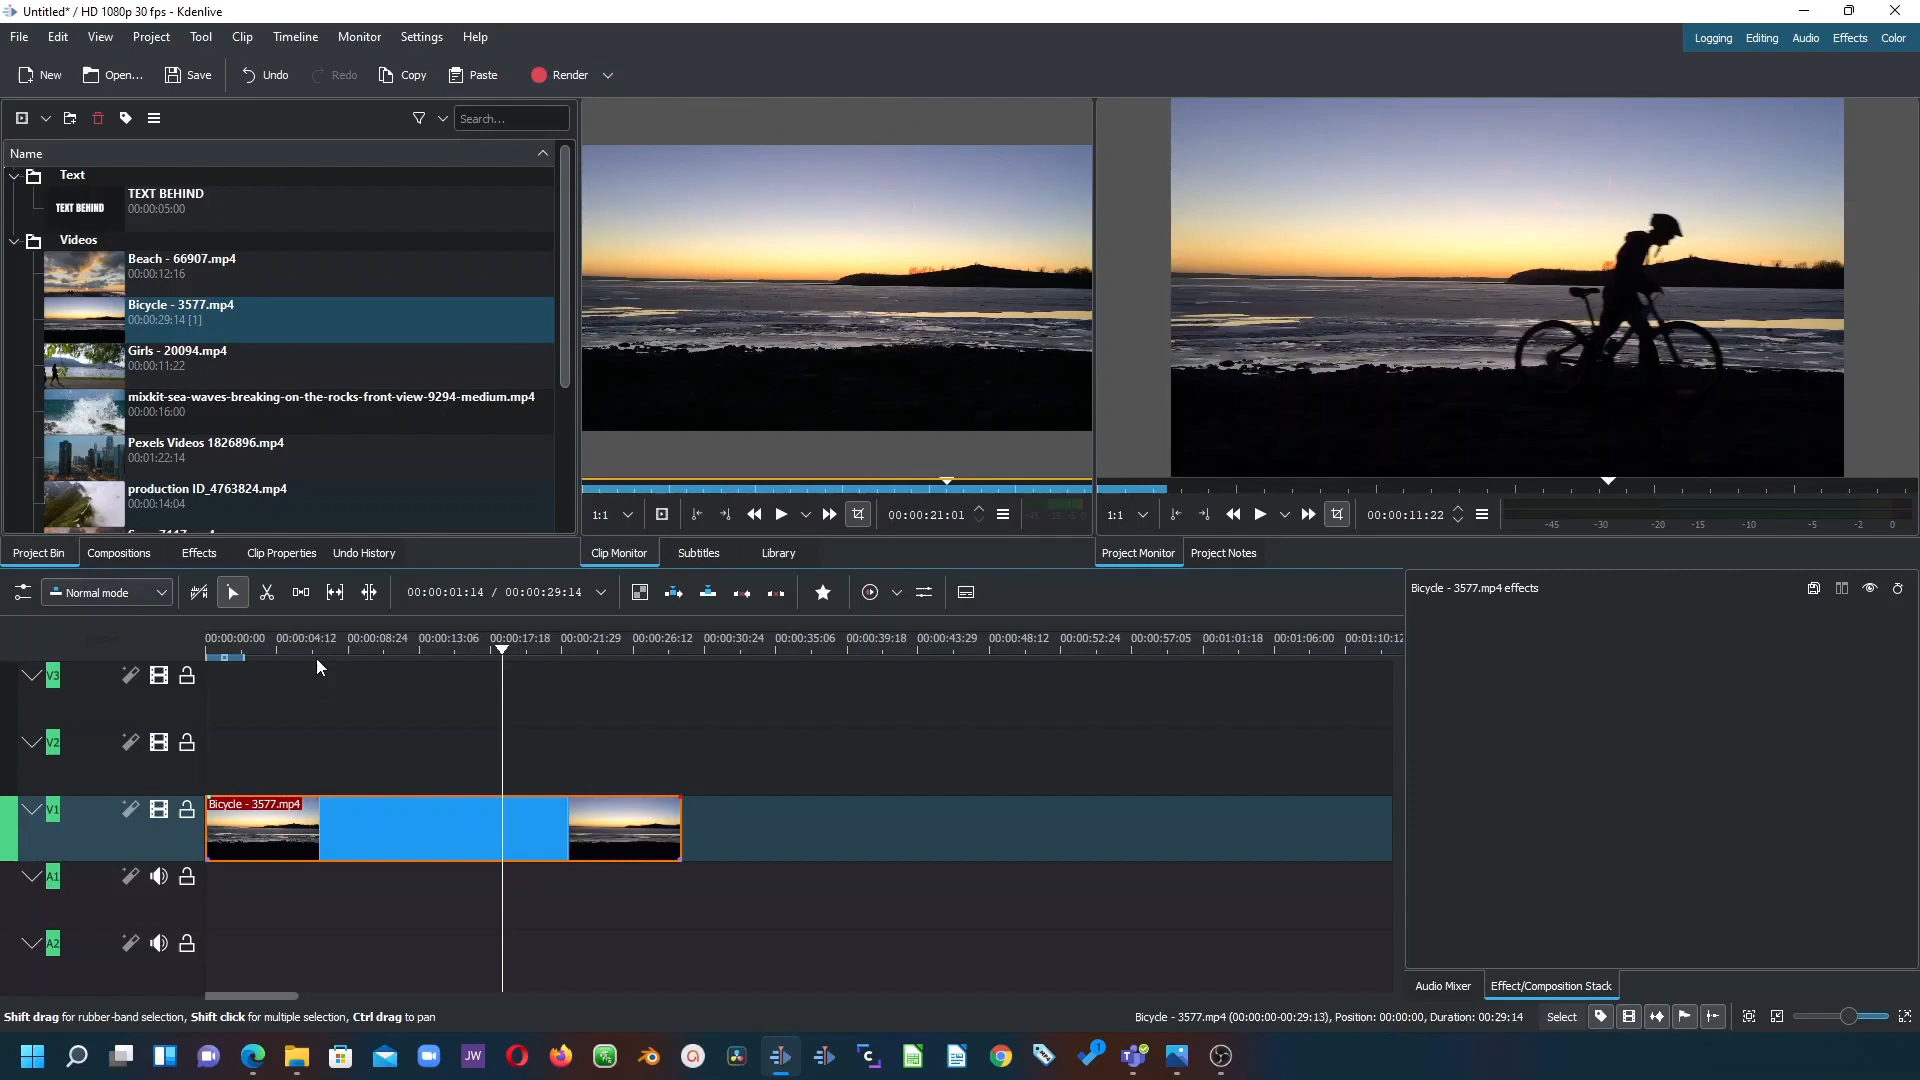 Untitled* / HD 1080p 30 fps - Kdenlive
File Edit View Project Tool Clip Timeline Monitor Settings Help
Logging Editing Audio Effects Color
New Open... Save Undo Redo Copy Paste Render
Search...
Name
Text
TEXT BEHIND
TEXT BEHIND
00:00:05:00
Videos
Beach - 66907.mp4
00:00:12:16
Bicycle - 3577.mp4
00:00:29:14 [1]
Girls - 20094.mp4
00:00:11:22
mixkit-sea-waves-breaking-on-the-rocks-front-view-9294-medium.mp4
00:00:16:00
Pexels Videos 1826896.mp4
00:01:22:14
production ID_4763824.mp4
00:00:14:04
1:1 00:00:21:01 -45 -15 -5 0
1:1 00:00:11:22 -45 -30 -20 -15 -10 -5 -2 0
Project Bin Compositions Effects Clip Properties Undo History
Clip Monitor Subtitles Library
Project Monitor Project Notes
Normal mode 00:00:01:14 / 00:00:29:14
Bicycle - 3577.mp4 effects
00:00:00:00 00:00:04:12 00:00:08:24 00:00:13:06 00:00:17:18 00:00:21:29 00:00:26:12 00:00:30:24 00:00:35:06 00:00:39:18 00:00:43:29 00:00:48:12 00:00:52:24 00:00:57:05 00:01:01:18 00:01:06:00 00:01:10:12
V3
V2
V1
Bicycle - 3577.mp4
A1
A2
Audio Mixer Effect/Composition Stack
Shift drag for rubber-band selection, Shift click for multiple selection, Ctrl drag to pan
Bicycle - 3577.mp4 (00:00:00-00:29:13), Position: 00:00:00, Duration: 00:29:14 Select
JW
1